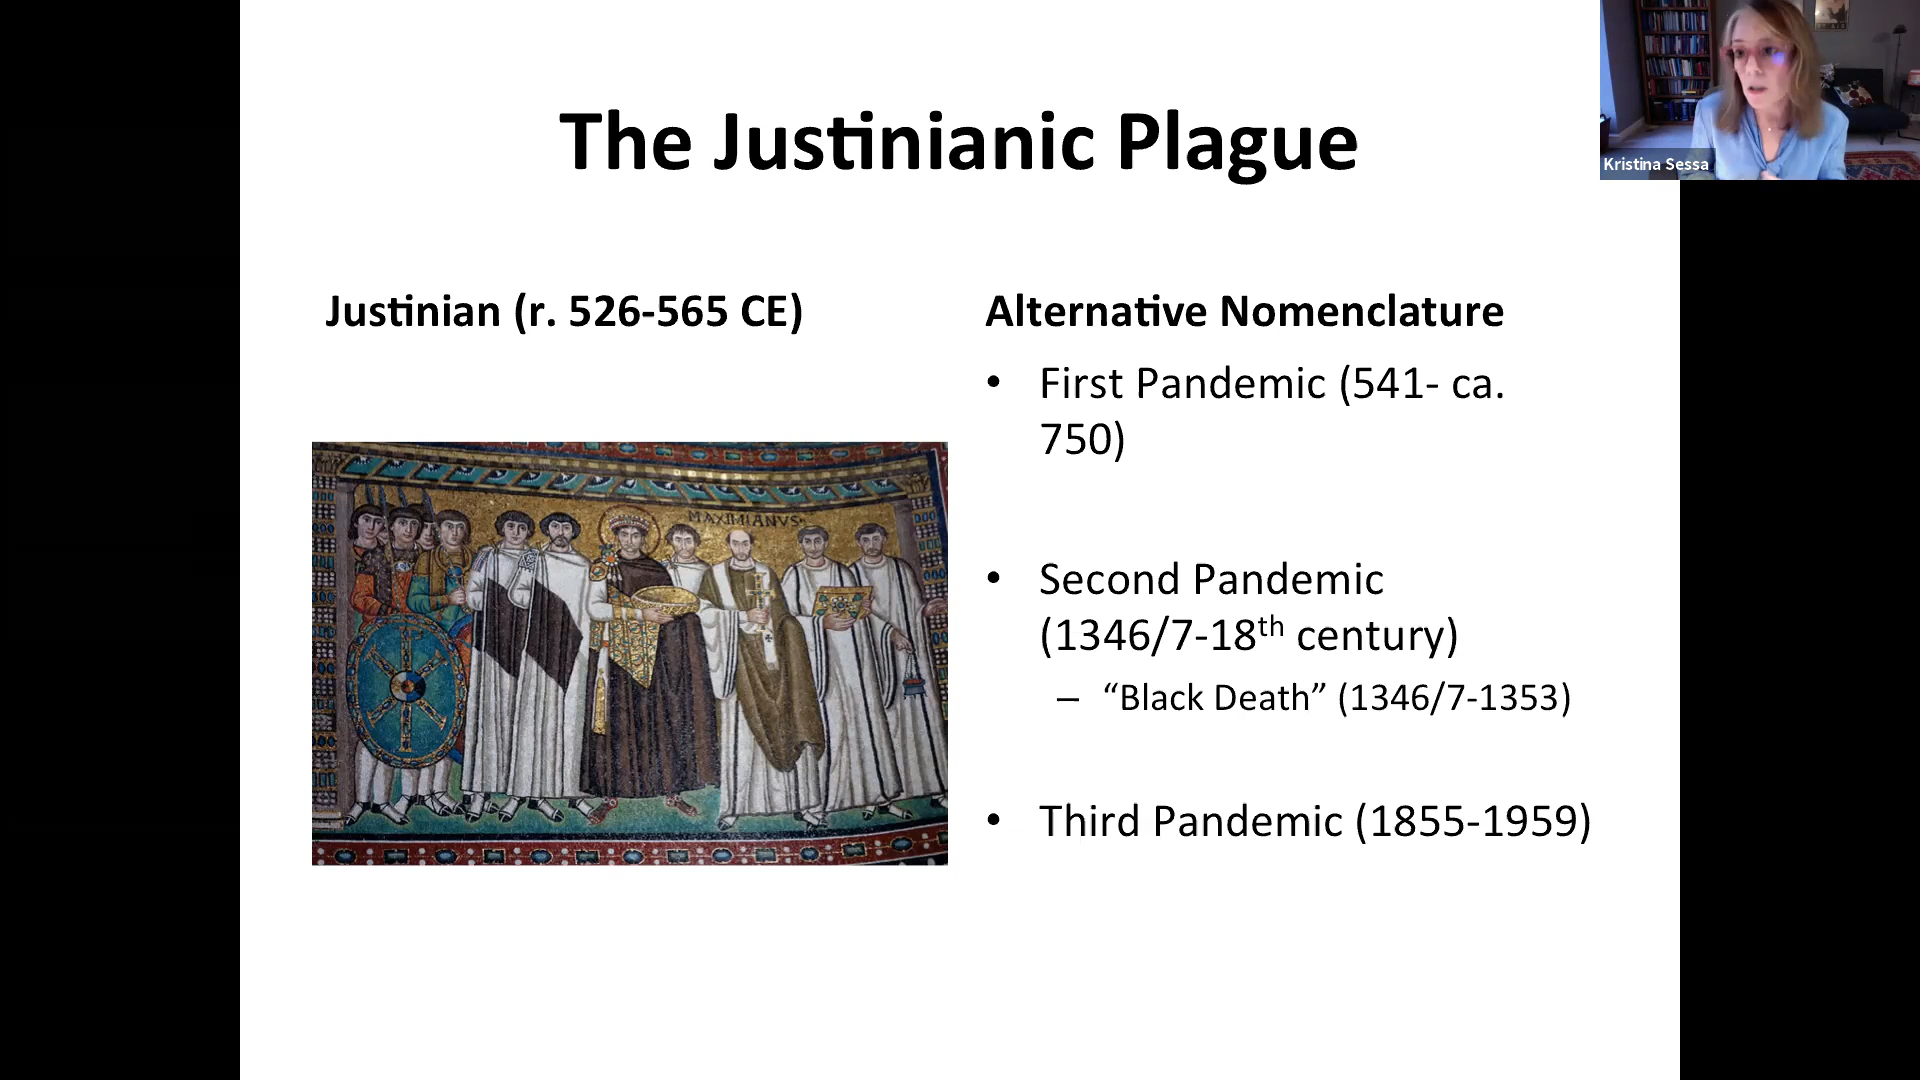 The Justinianic Plague
Kristina Sessa
Justinian (r. 526-565 CE)
MAXIMIANVS
Alternative Nomenclature
• First Pandemic (541- ca.
750)
• Second Pandemic
(1346/7-18th century)
– “Black Death” (1346/7-1353)
• Third Pandemic (1855-1959)